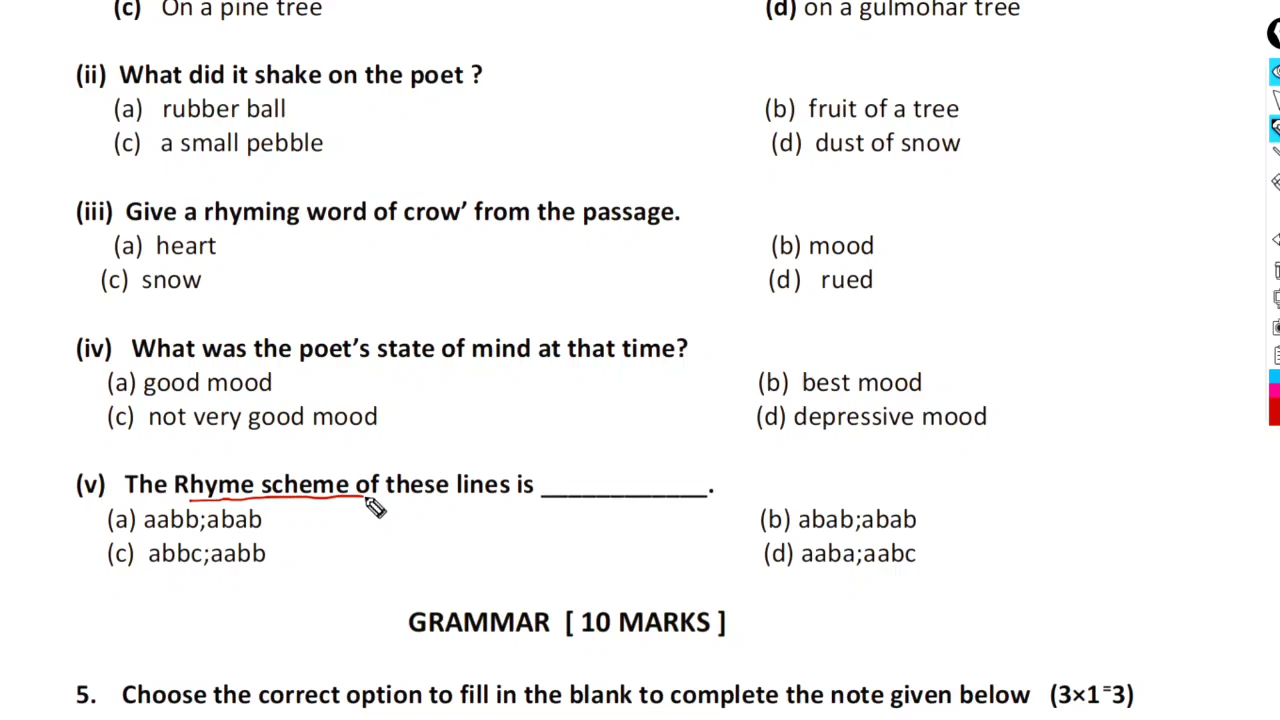 (c) On a pine tree (d) on a gulmohar tree
(ii) What did it shake on the poet ?
(a) rubber ball (b) fruit of a tree
(c) a small pebble (d) dust of snow
(iii) Give a rhyming word of crow’ from the passage.
(a) heart (b) mood
(c) snow (d) rued
(iv) What was the poet’s state of mind at that time?
(a) good mood (b) best mood
(c) not very good mood (d) depressive mood
(v) The Rhyme scheme of these lines is ____________.
(a) aabb;abab (b) abab;abab
(c) abbc;aabb (d) aaba;aabc
GRAMMAR [ 10 MARKS ]
5. Choose the correct option to fill in the blank to complete the note given below (3×1=3)